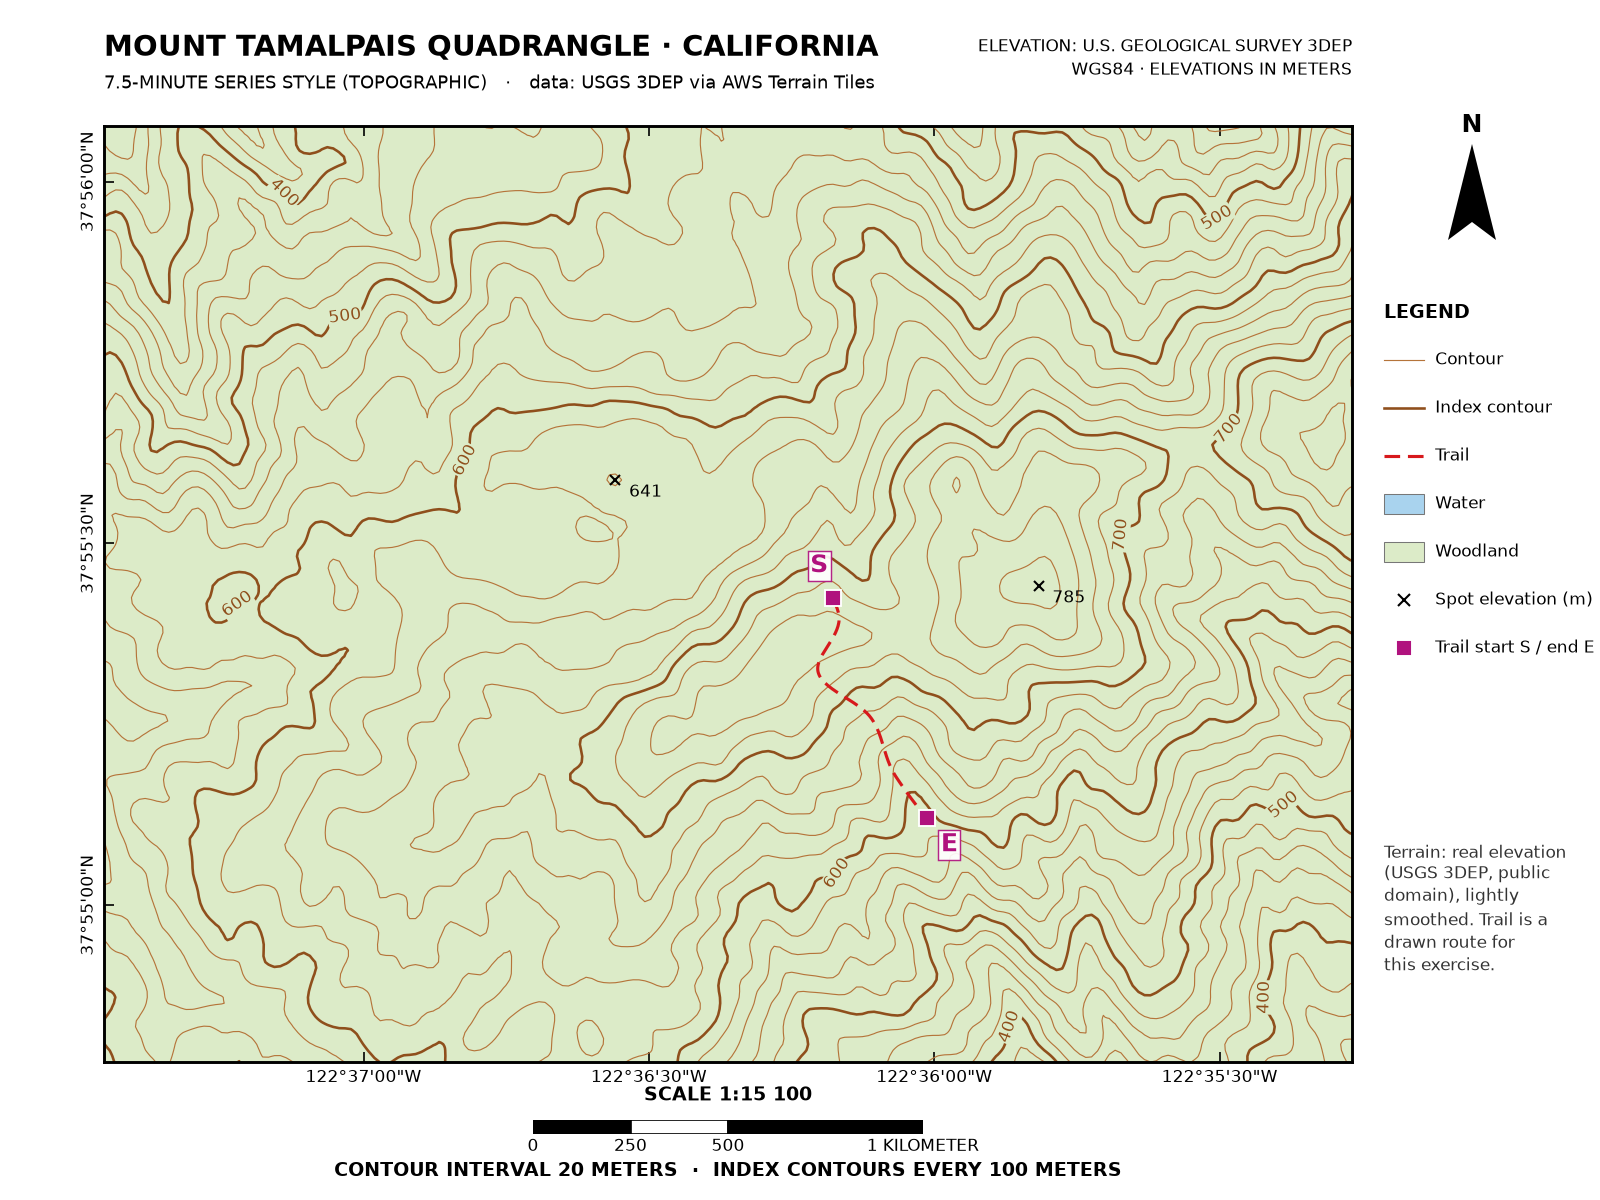 MOUNT TAMALPAIS QUADRANGLE · CALIFORNIA
7.5-MINUTE SERIES STYLE (TOPOGRAPHIC) · data: USGS 3DEP via AWS Terrain Tiles
ELEVATION: U.S. GEOLOGICAL SURVEY 3DEP
WGS84 · ELEVATIONS IN METERS
N
37°56'00"N
37°55'30"N
37°55'00"N
400
500
500
600
641
700
700
S
785
600
E
600
500
400
400
122°37'00"W
122°36'30"W
122°36'00"W
122°35'30"W
LEGEND
Contour
Index contour
Trail
Water
Woodland
Spot elevation (m)
Trail start S / end E
Terrain: real elevation
(USGS 3DEP, public
domain), lightly
smoothed. Trail is a
drawn route for
this exercise.
SCALE 1:15 100
0 250 500 1 KILOMETER
CONTOUR INTERVAL 20 METERS · INDEX CONTOURS EVERY 100 METERS